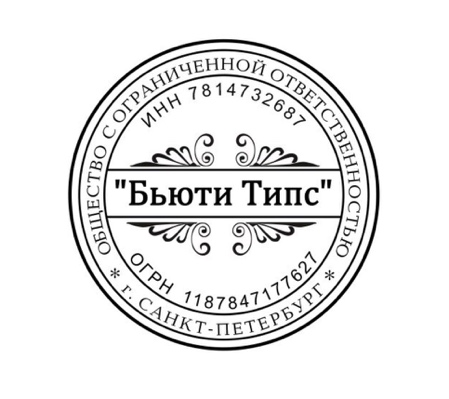 ОБЩЕСТВО С ОГРАНИЧЕННОЙ ОТВЕТСТВЕННОСТЬЮ
ИНН 7814732687
"Бьюти Типс"
ОГРН 1187847177627
* г. САНКТ-ПЕТЕРБУРГ *